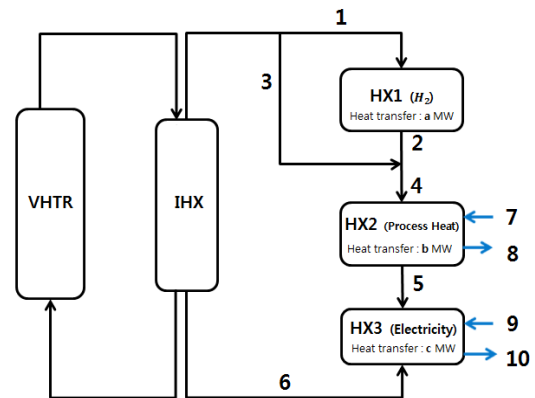 1
3
HX1 (H₂)
Heat transfer : a MW
2
VHTR
IHX
4
7
HX2 (Process Heat)
Heat transfer : b MW
8
5
9
HX3 (Electricity)
Heat transfer : c MW
10
6